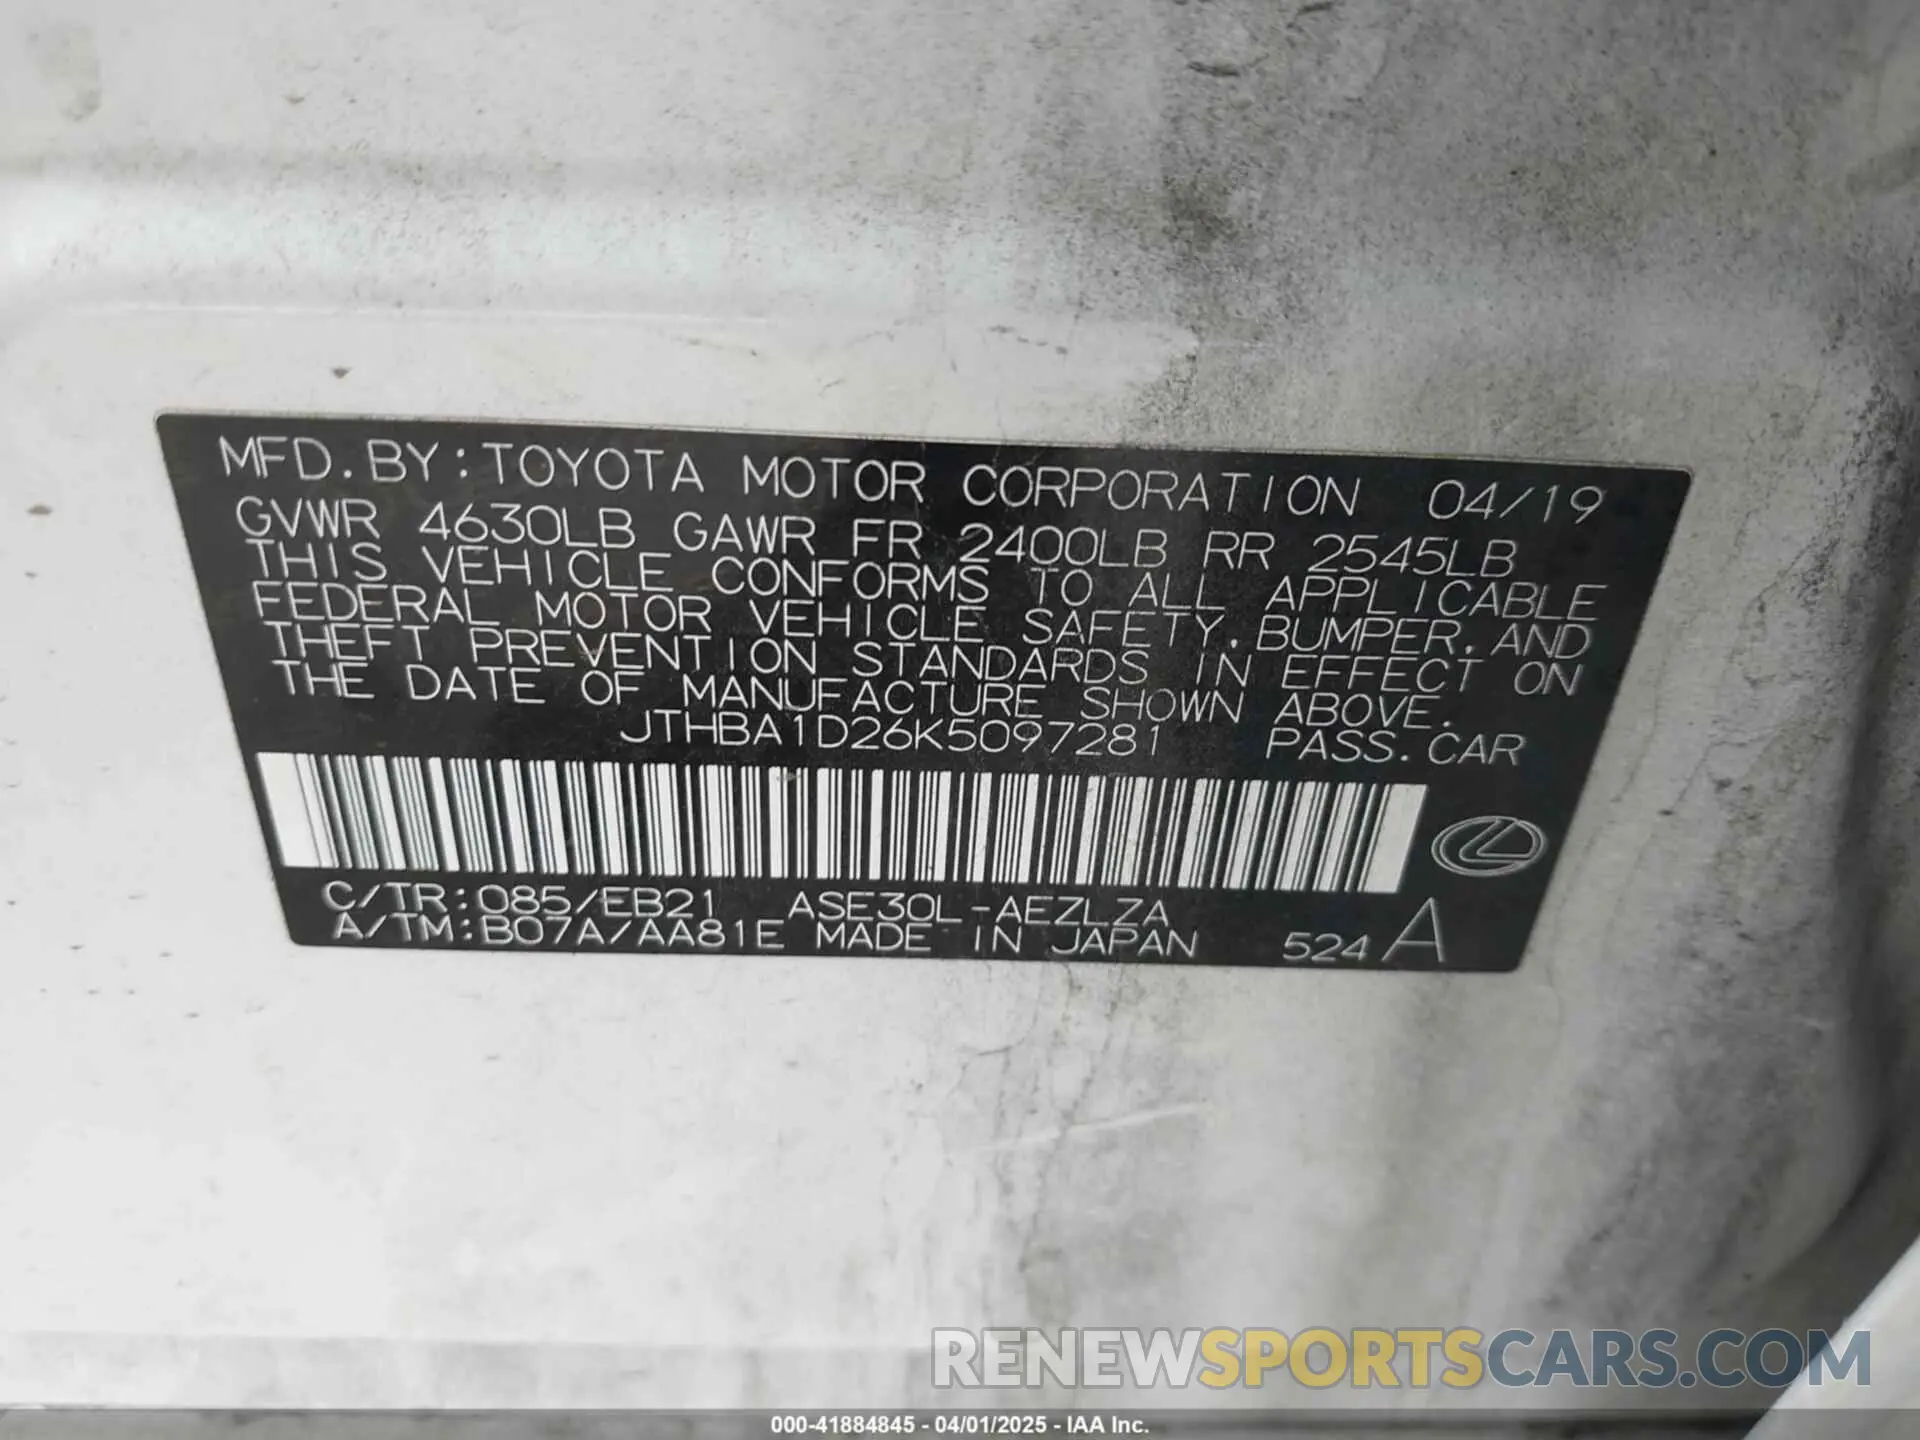 MFD.BY:TOYOTA MOTOR CORPORATION 04/19
GVWR 4630LB GAWR FR 2400LB RR 2545LB
THIS VEHICLE CONFORMS TO ALL APPLICABLE
FEDERAL MOTOR VEHICLE SAFETY, BUMPER, AND
THEFT PREVENTION STANDARDS IN EFFECT ON
THE DATE OF MANUFACTURE SHOWN ABOVE.
JTHBA1D26K5097281 PASS.CAR
C/TR:085/EB21 ASE30L-AEZLZA
A/TM:B07A/AA81E MADE IN JAPAN 524 A
RENEWSPORTSCARS.COM
000-41884845 - 04/01/2025 - IAA Inc.